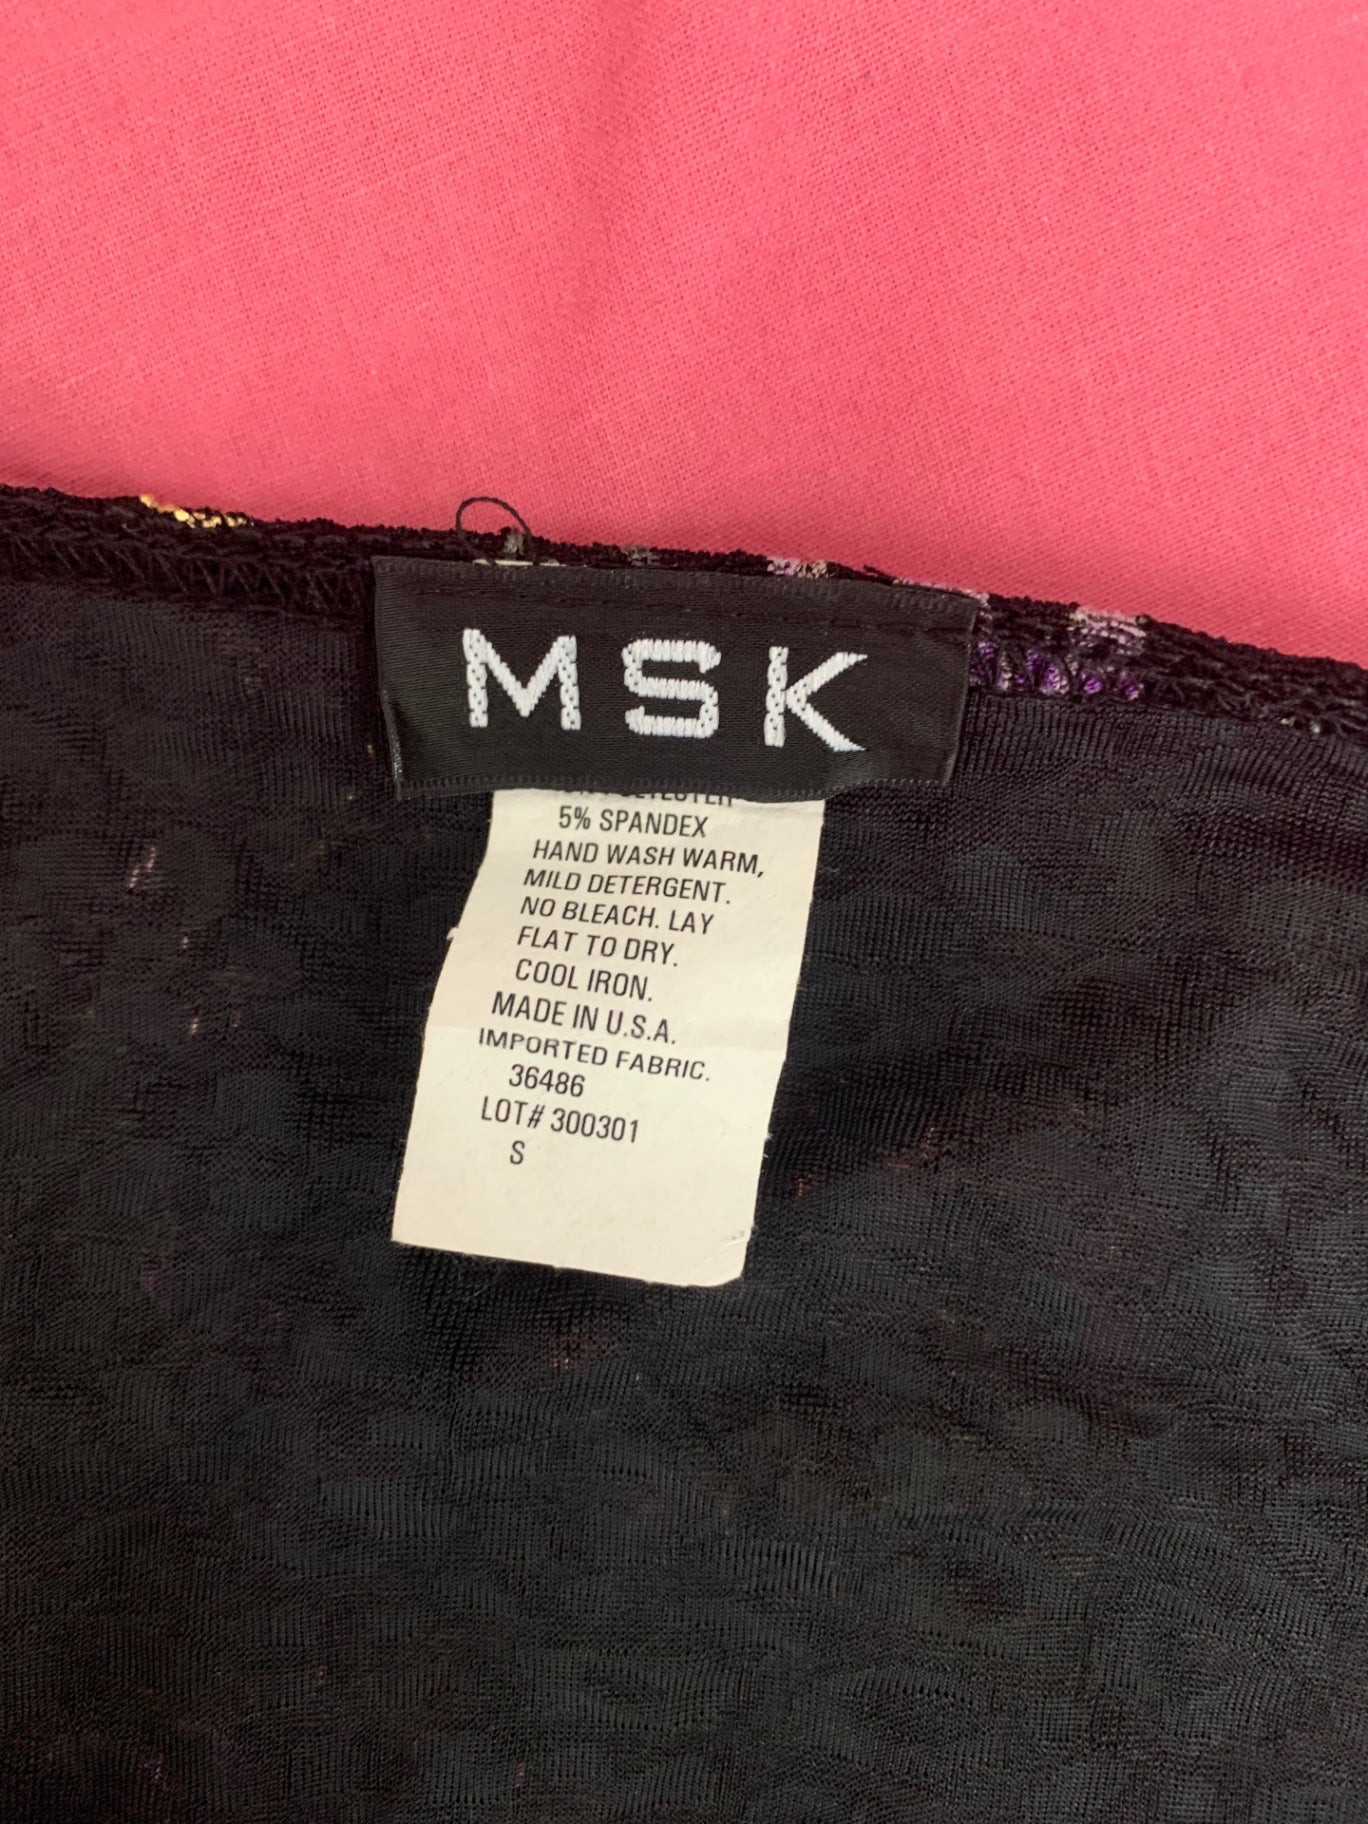 MSK
5% SPANDEX
HAND WASH WARM,
MILD DETERGENT.
NO BLEACH. LAY
FLAT TO DRY.
COOL IRON.
MADE IN U.S.A.
IMPORTED FABRIC.
36486
LOT# 300301
S